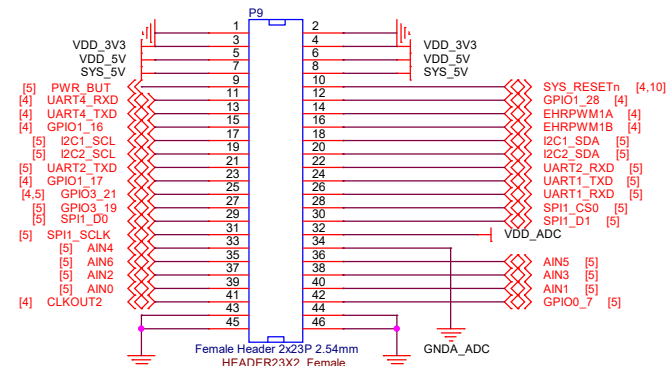 P9
1 2
3 4
VDD_3V3 5 6 VDD_3V3
VDD_5V 7 8 VDD_5V
SYS_5V SYS_5V
[5] PWR_BUT 9 10 SYS_RESETn [4,10]
[4] UART4_RXD 11 12 GPIO1_28 [4]
[4] UART4_TXD 13 14 EHRPWM1A [4]
[4] GPIO1_16 15 16 EHRPWM1B [4]
[5] I2C1_SCL 17 18 I2C1_SDA [5]
[5] I2C2_SCL 19 20 I2C2_SDA [5]
[5] UART2_TXD 21 22 UART2_RXD [5]
[4] GPIO1_17 23 24 UART1_TXD [5]
[4,5] GPIO3_21 25 26 UART1_RXD [5]
[5] GPIO3_19 27 28 SPI1_CS0 [5]
[5] SPI1_D0 29 30 SPI1_D1 [5]
[5] SPI1_SCLK 31 32 VDD_ADC
[5] AIN4 33 34
[5] AIN6 35 36 AIN5 [5]
[5] AIN2 37 38 AIN3 [5]
[5] AIN0 39 40 AIN1 [5]
[4] CLKOUT2 41 42 GPIO0_7 [5]
43 44
45 46
Female Header 2x23P 2.54mm GNDA_ADC
HEADER23X2_Female